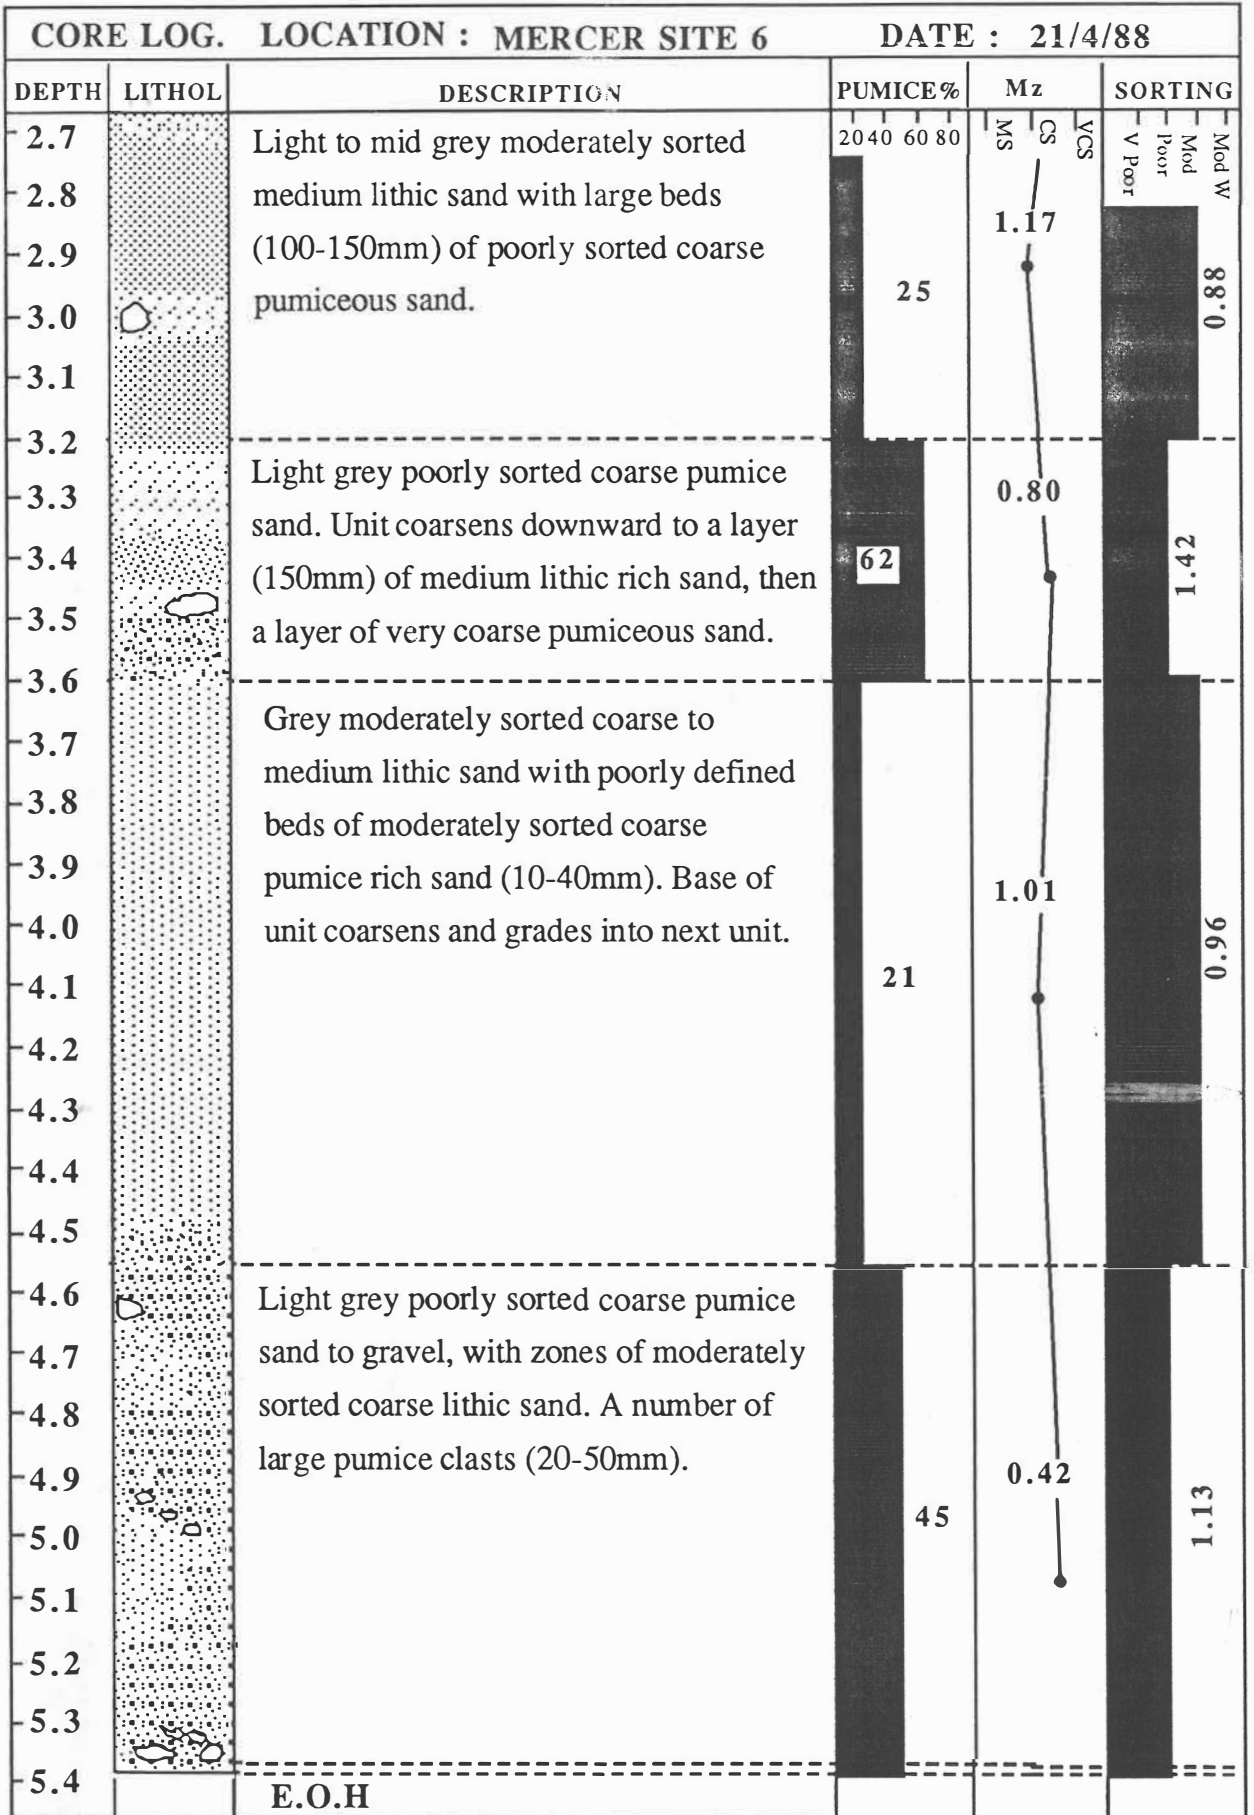 CORE LOG. LOCATION : MERCER SITE 6 DATE : 21/4/88
DEPTH LITHOL DESCRIPTION PUMICE% Mz SORTING
20 40 60 80 MS CS VCS V Poor Poor Mod Mod W
2.7
2.8
2.9
3.0
3.1
3.2
Light to mid grey moderately sorted
medium lithic sand with large beds
(100-150mm) of poorly sorted coarse
pumiceous sand.
25
1.17
0.88
3.3
3.4
3.5
3.6
Light grey poorly sorted coarse pumice
sand. Unit coarsens downward to a layer
(150mm) of medium lithic rich sand, then
a layer of very coarse pumiceous sand.
62
0.80
1.42
3.7
3.8
3.9
4.0
4.1
4.2
4.3
4.4
4.5
Grey moderately sorted coarse to
medium lithic sand with poorly defined
beds of moderately sorted coarse
pumice rich sand (10-40mm). Base of
unit coarsens and grades into next unit.
21
1.01
0.96
4.6
4.7
4.8
4.9
5.0
5.1
5.2
5.3
5.4
Light grey poorly sorted coarse pumice
sand to gravel, with zones of moderately
sorted coarse lithic sand. A number of
large pumice clasts (20-50mm).
45
0.42
1.13
E.O.H